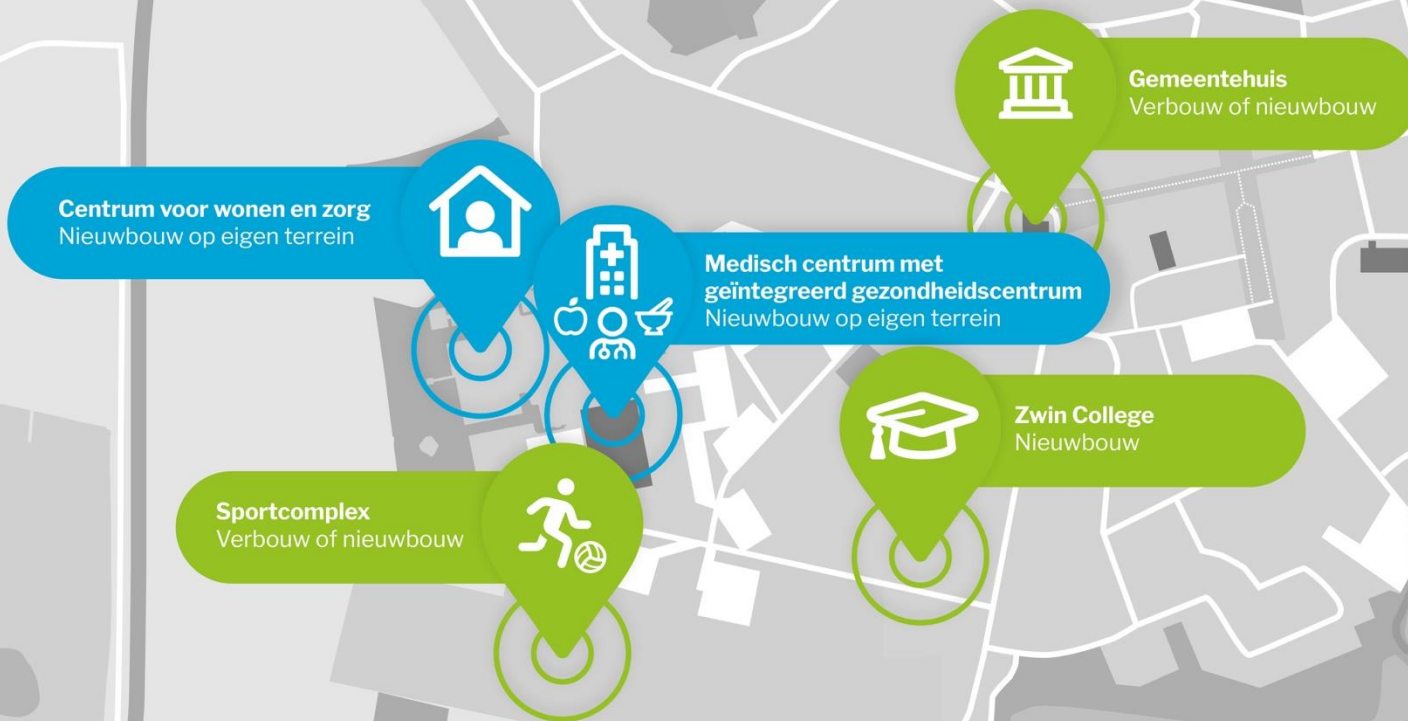 Gemeentehuis
Verbouw of nieuwbouw
Centrum voor wonen en zorg
Nieuwbouw op eigen terrein
Medisch centrum met
geïntegreerd gezondheidscentrum
Nieuwbouw op eigen terrein
Zwin College
Nieuwbouw
Sportcomplex
Verbouw of nieuwbouw